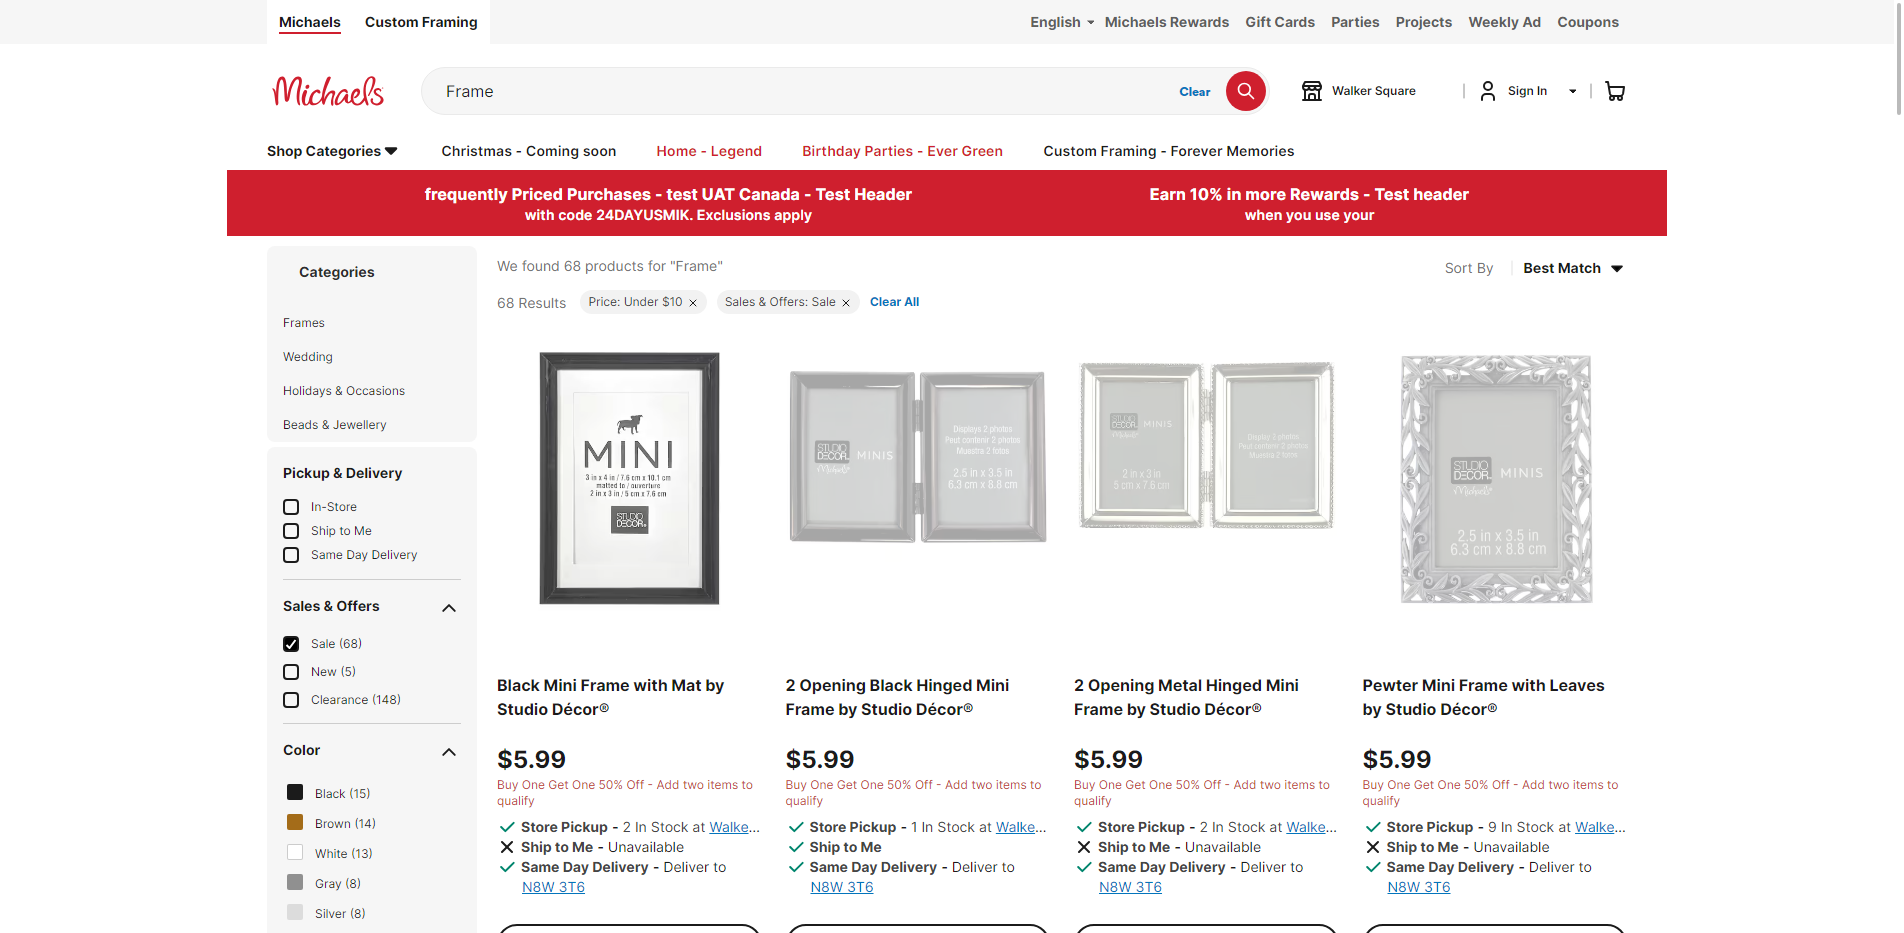 Michaels
Custom Framing
English
Michaels Rewards
Gift Cards
Parties
Projects
Weekly Ad
Coupons
Michaels
Frame
Clear
Walker Square
Sign In
Shop Categories
Christmas - Coming soon
Home - Legend
Birthday Parties - Ever Green
Custom Framing - Forever Memories
frequently Priced Purchases - test UAT Canada - Test Header
with code 24DAYUSMIK. Exclusions apply
Earn 10% in more Rewards - Test header
when you use your
Categories
Frames
Wedding
Holidays & Occasions
Beads & Jewellery
Pickup & Delivery
In-Store
Ship to Me
Same Day Delivery
Sales & Offers
Sale (68)
New (5)
Clearance (148)
Color
Black (15)
Brown (14)
White (13)
Gray (8)
Silver (8)
We found 68 products for "Frame"
Sort By
Best Match
68 Results
Price: Under $10
Sales & Offers: Sale
Clear All
MINI
3 in x 4 in / 7.6 cm x 10.1 cm
matted to / ouverture
2 in x 3 in / 5 cm x 7.6 cm
STUDIO
DECOR
Black Mini Frame with Mat by
Studio Décor®
$5.99
Buy One Get One 50% Off - Add two items to
qualify
Store Pickup - 2 In Stock at Walke...
Ship to Me - Unavailable
Same Day Delivery - Deliver to
N8W 3T6
STUDIO
DECOR
MINIS
Michaels
Displays 2 photos
Peut contenir 2 photos
Muestra 2 fotos
2.5 in x 3.5 in
6.3 cm x 8.8 cm
2 Opening Black Hinged Mini
Frame by Studio Décor®
$5.99
Buy One Get One 50% Off - Add two items to
qualify
Store Pickup - 1 In Stock at Walke...
Ship to Me
Same Day Delivery - Deliver to
N8W 3T6
STUDIO
DECOR
MINIS
Michaels
2 in x 3 in
5 cm x 7.6 cm
Display 2 photos
Peut contenir 2 photos
Muestra 2 fotos
2 Opening Metal Hinged Mini
Frame by Studio Décor®
$5.99
Buy One Get One 50% Off - Add two items to
qualify
Store Pickup - 2 In Stock at Walke...
Ship to Me - Unavailable
Same Day Delivery - Deliver to
N8W 3T6
STUDIO
DECOR
MINIS
Michaels
2.5 in x 3.5 in
6.3 cm x 8.8 cm
Pewter Mini Frame with Leaves
by Studio Décor®
$5.99
Buy One Get One 50% Off - Add two items to
qualify
Store Pickup - 9 In Stock at Walke...
Ship to Me - Unavailable
Same Day Delivery - Deliver to
N8W 3T6